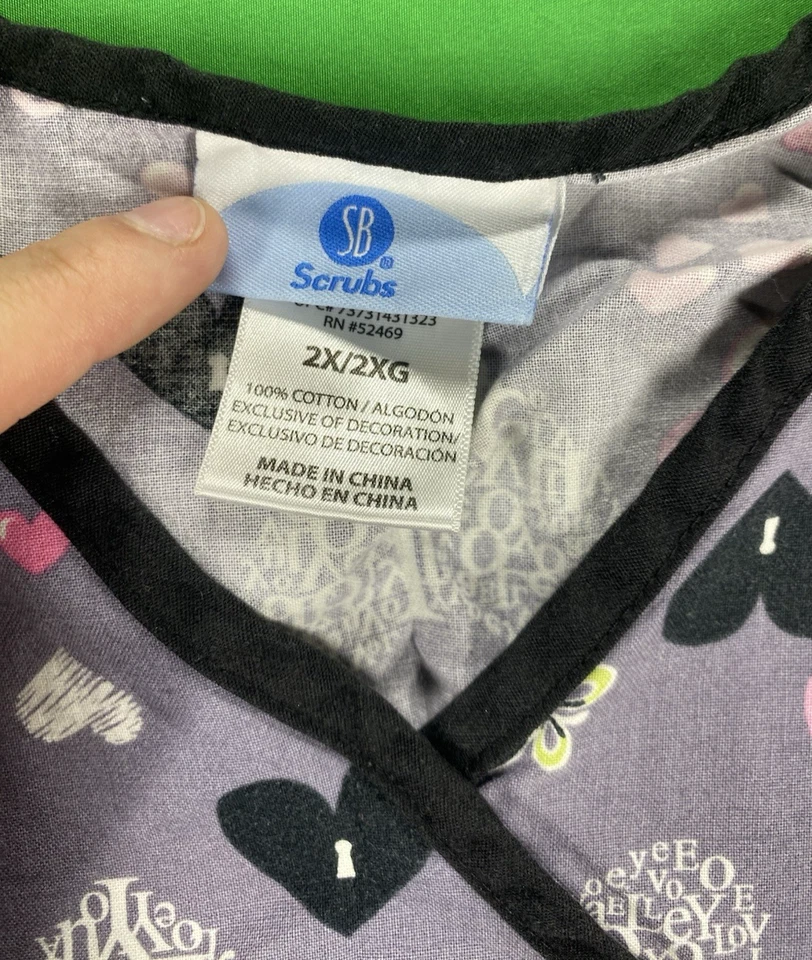 SB
®
Scrubs
RN #52469
2X/2XG
100% COTTON / ALGODÓN
EXCLUSIVE OF DECORATION/
EXCLUSIVO DE DECORACIÓN
MADE IN CHINA
HECHO EN CHINA